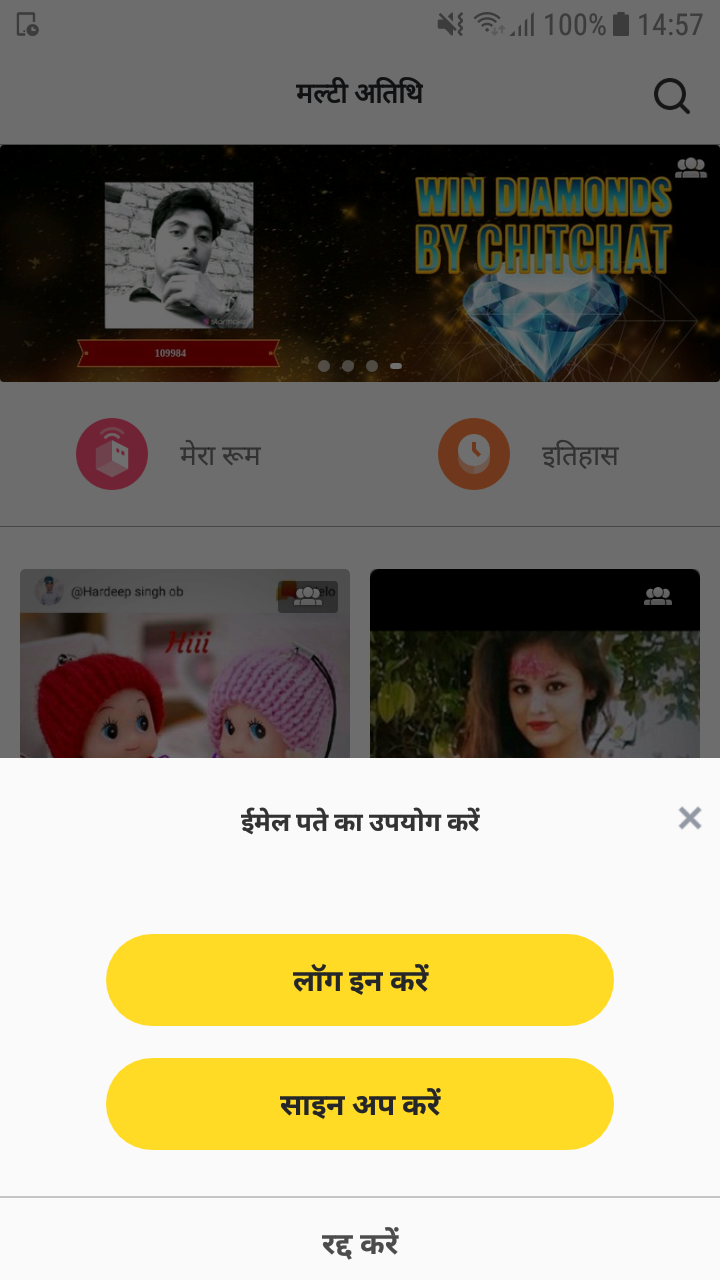 100% 14:57
मल्टी अतिथि
WIN DIAMONDS
BY CHITCHAT
109984
मेरा रूम
इतिहास
@Hardeep singh ob
Hiii
ईमेल पते का उपयोग करें
लॉग इन करें
साइन अप करें
रद्द करें